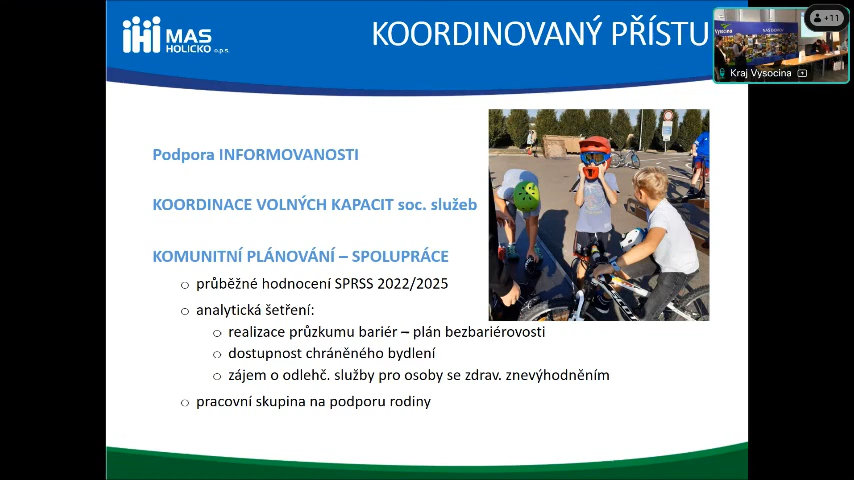 MAS
HOLICKO o.p.s.
KOORDINOVANÝ PŘÍSTU
+11
Kraj Vysocina
Podpora INFORMOVANOSTI
KOORDINACE VOLNÝCH KAPACIT soc. služeb
KOMUNITNÍ PLÁNOVÁNÍ – SPOLUPRÁCE
průběžné hodnocení SPRSS 2022/2025
analytická šetření:
realizace průzkumu bariér – plán bezbariérovosti
dostupnost chráněného bydlení
zájem o odlehč. služby pro osoby se zdrav. znevýhodněním
pracovní skupina na podporu rodiny